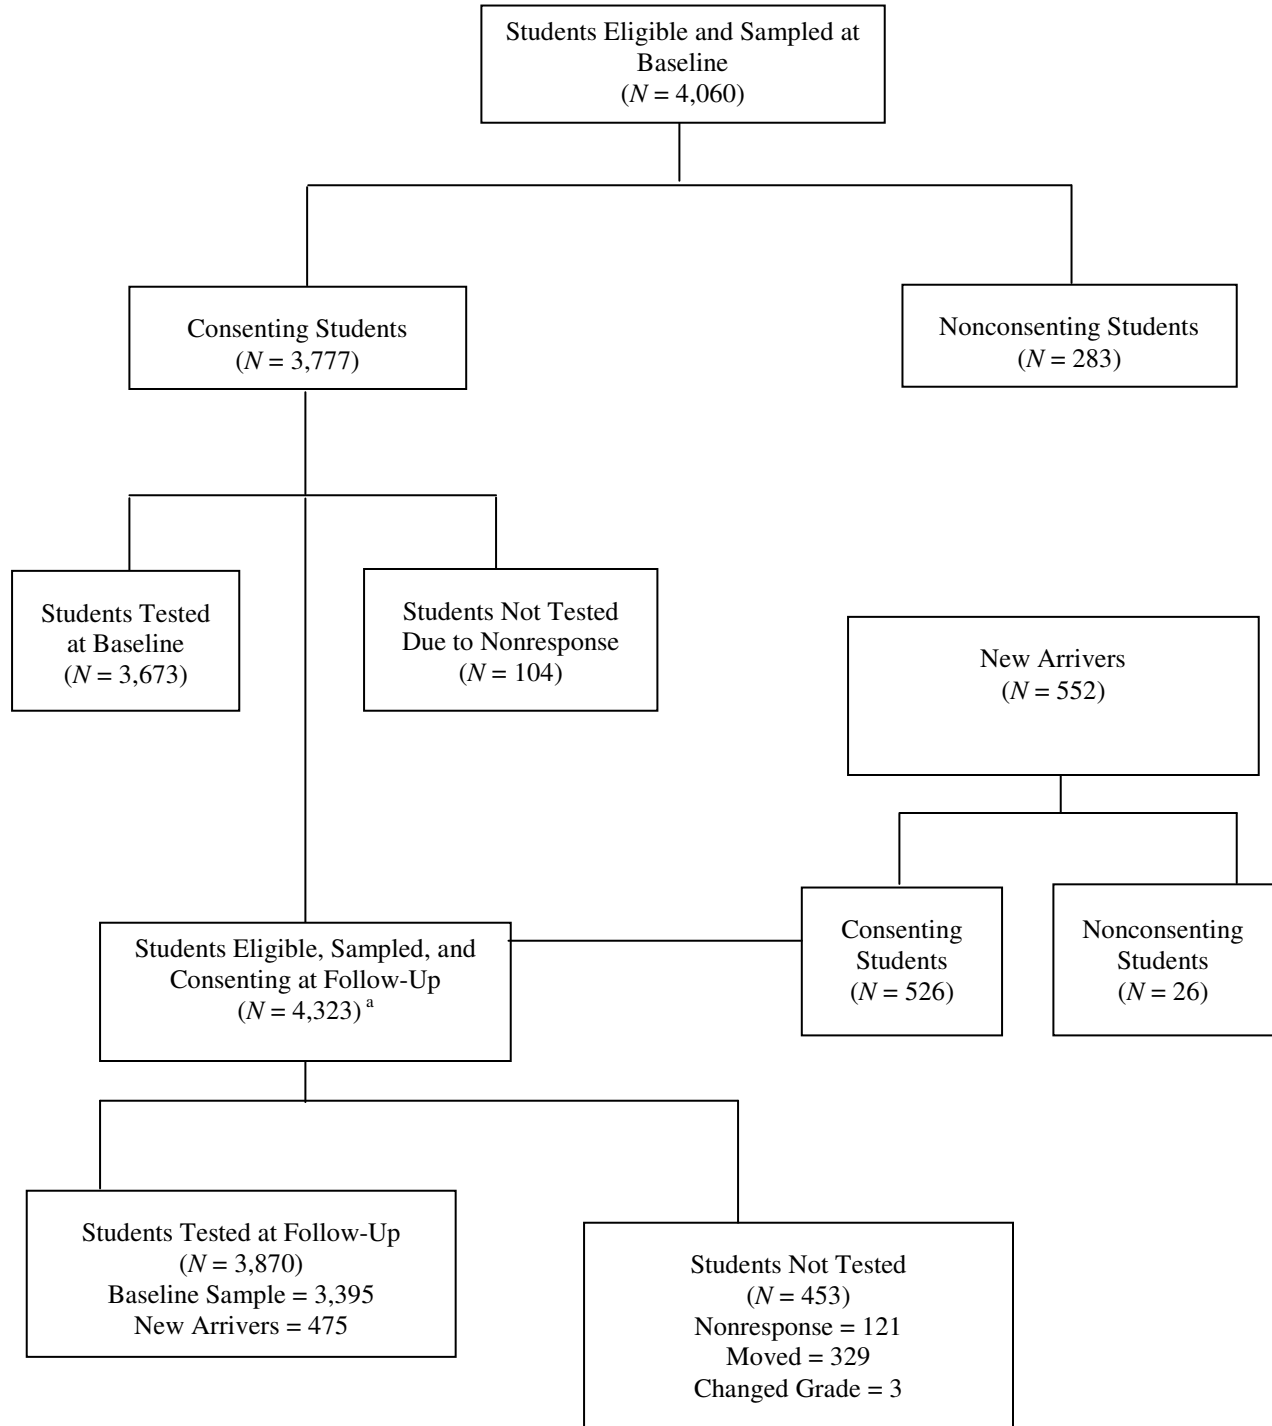 Students Eligible and Sampled at
Baseline
(N = 4,060)
Consenting Students
(N = 3,777)
Nonconsenting Students
(N = 283)
Students Tested
at Baseline
(N = 3,673)
Students Not Tested
Due to Nonresponse
(N = 104)
New Arrivers
(N = 552)
Students Eligible, Sampled, and
Consenting at Follow-Up
(N = 4,323) a
Consenting
Students
(N = 526)
Nonconsenting
Students
(N = 26)
Students Tested at Follow-Up
(N = 3,870)
Baseline Sample = 3,395
New Arrivers = 475
Students Not Tested
(N = 453)
Nonresponse = 121
Moved = 329
Changed Grade = 3